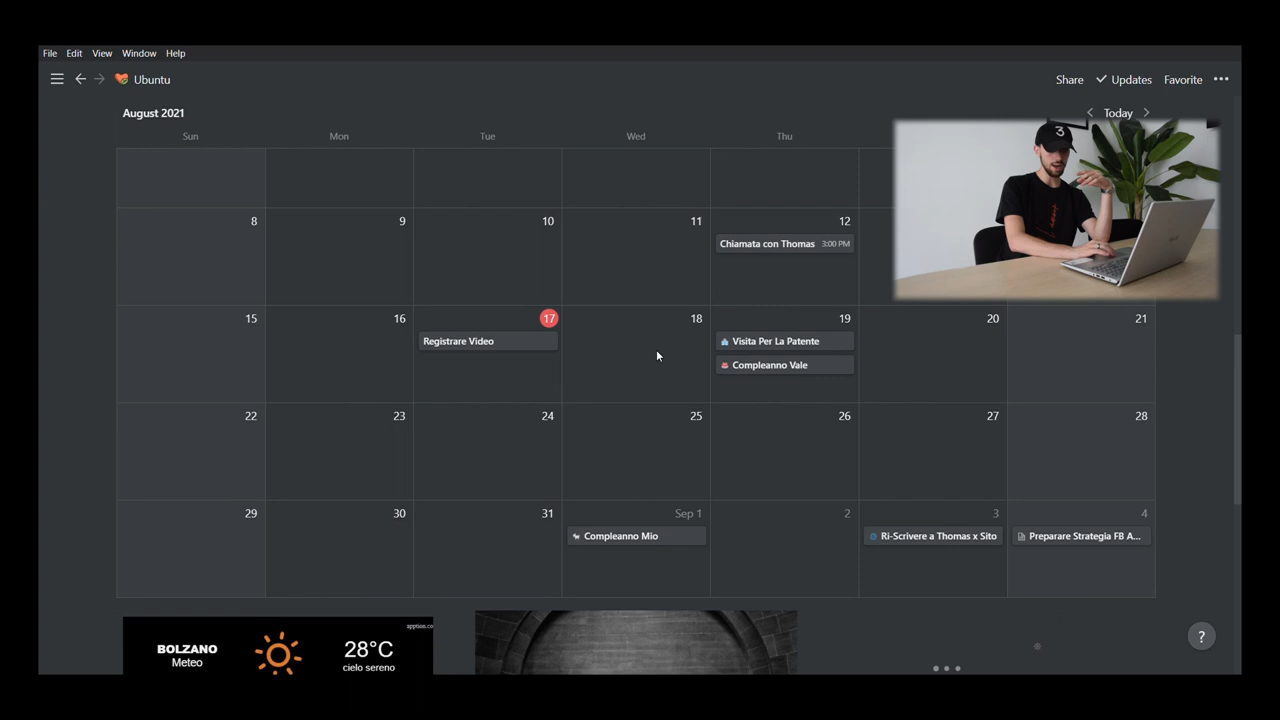 File Edit View Window Help
Ubuntu
Share Updates Favorite
August 2021
Today
Sun Mon Tue Wed Thu
3
8 9 10 11 12
Chiamata con Thomas 3:00 PM
15 16 17 18 19 20 21
Registrare Video
Visita Per La Patente
Compleanno Vale
22 23 24 25 26 27 28
29 30 31 Sep 1 2 3 4
Compleanno Mio
Ri-Scrivere a Thomas x Sito
Preparare Strategia FB A...
apption.co
BOLZANO
Meteo
28°C
cielo sereno
?